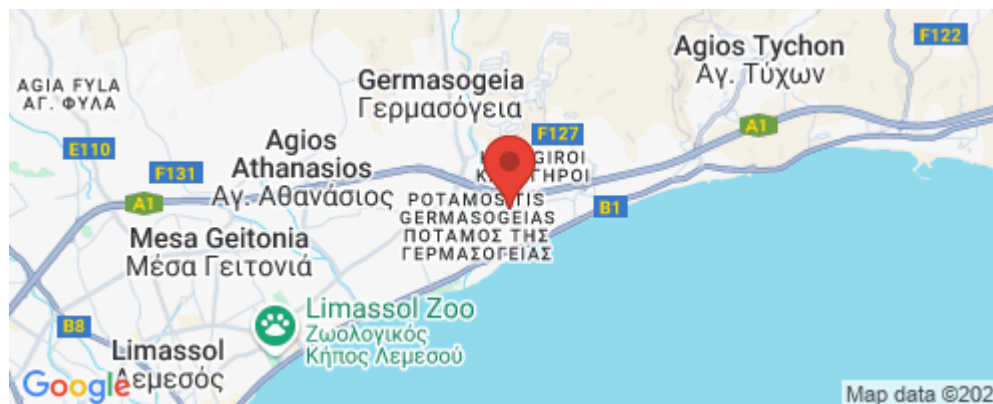 F122
Agios Tychon
Αγ. Τύχων
Germasogeia
Γερμασόγεια
AGIA FYLA
ΑΓ. ΦΥΛΑ
A1
F127
Agios
Athanasios
Αγ. Αθανάσιος
E110
F131
A1
POTAMOS TIS
GERMASOGEIAS
ΠΟΤΑΜΟΣ ΤΗΣ
ΓΕΡΜΑΣΟΓΕΙΑΣ
B1
Mesa Geitonia
Μέσα Γειτονιά
Limassol Zoo
Ζωολογικός
Κήπος Λεμεσού
B8
Limassol
Λεμεσός
Google
Map data ©202